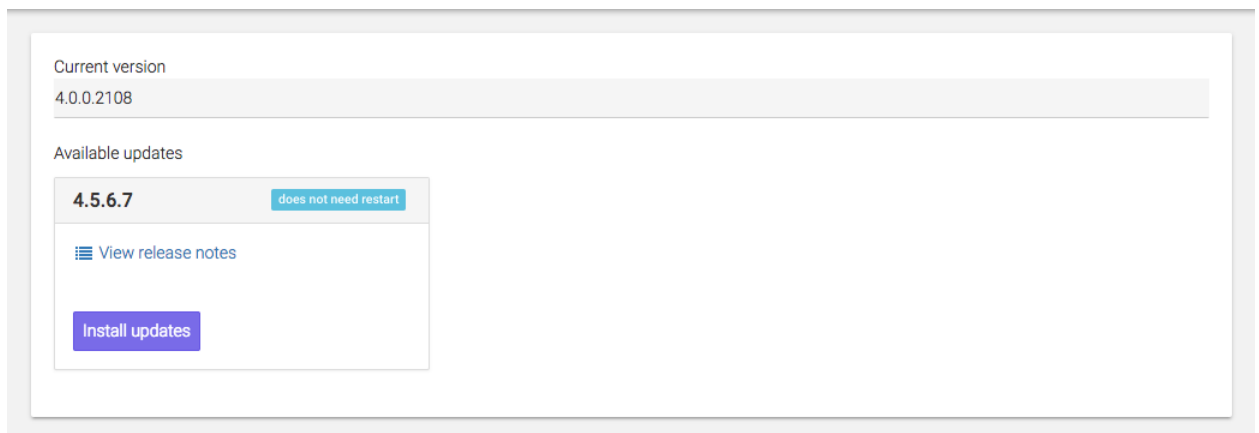 Current version
4.0.0.2108
Available updates
4.5.6.7 does not need restart
View release notes
Install updates